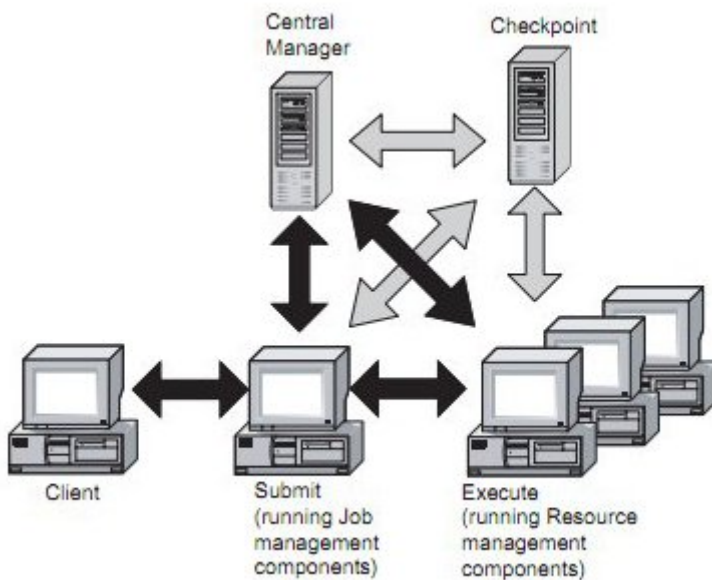 Central
Manager
Checkpoint
Client
Submit
(running Job
management
components)
Execute
(running Resource
management
components)